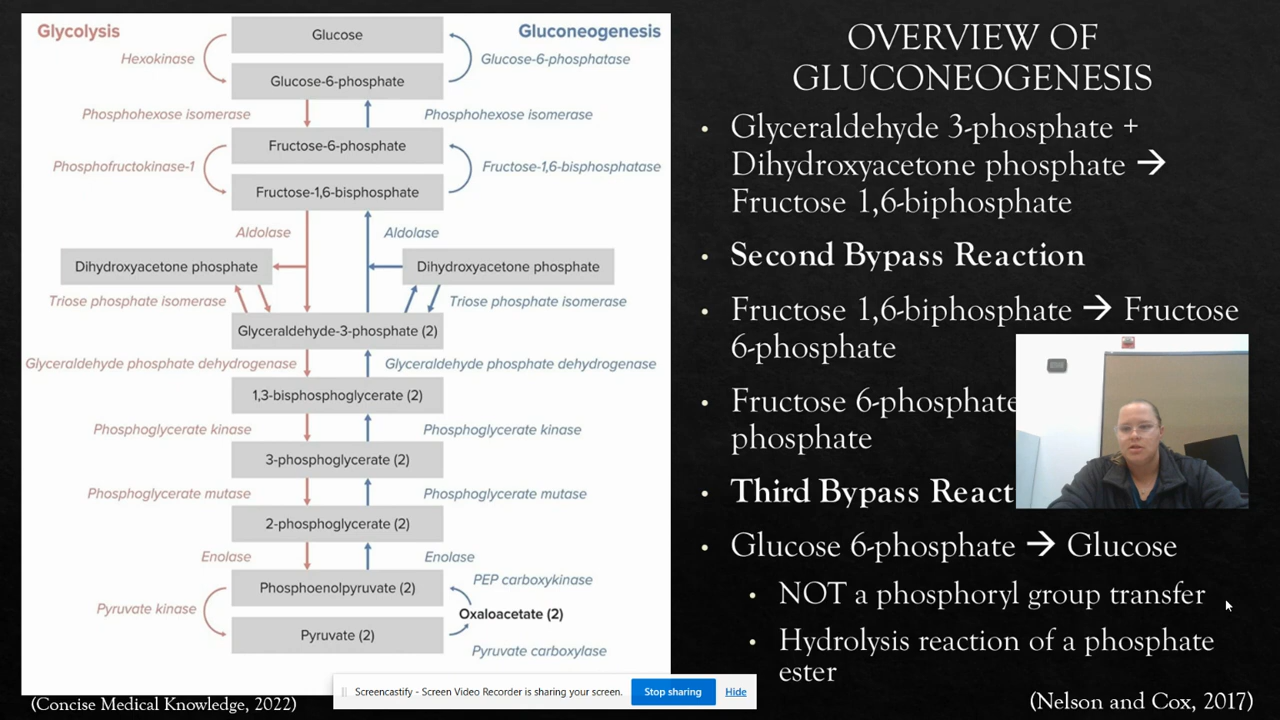 Glycolysis
Gluconeogenesis
Glucose
Hexokinase
Glucose-6-phosphatase
Glucose-6-phosphate
Phosphohexose isomerase
Phosphohexose isomerase
Fructose-6-phosphate
Phosphofructokinase-1
Fructose-1,6-bisphosphatase
Fructose-1,6-bisphosphate
Aldolase
Aldolase
Dihydroxyacetone phosphate
Dihydroxyacetone phosphate
Triose phosphate isomerase
Triose phosphate isomerase
Glyceraldehyde-3-phosphate (2)
Glyceraldehyde phosphate dehydrogenase
Glyceraldehyde phosphate dehydrogenase
1,3-bisphosphoglycerate (2)
Phosphoglycerate kinase
Phosphoglycerate kinase
3-phosphoglycerate (2)
Phosphoglycerate mutase
Phosphoglycerate mutase
2-phosphoglycerate (2)
Enolase
Enolase
Phosphoenolpyruvate (2)
PEP carboxykinase
Pyruvate kinase
Oxaloacetate (2)
Pyruvate (2)
Pyruvate carboxylase
(Concise Medical Knowledge, 2022)
OVERVIEW OF
GLUCONEOGENESIS
• Glyceraldehyde 3-phosphate +
Dihydroxyacetone phosphate →
Fructose 1,6-biphosphate
• Second Bypass Reaction
• Fructose 1,6-biphosphate → Fructose
6-phosphate
• Fructose 6-phosphate
phosphate
• Third Bypass React
• Glucose 6-phosphate → Glucose
• NOT a phosphoryl group transfer
• Hydrolysis reaction of a phosphate
ester
(Nelson and Cox, 2017)
Screencastify - Screen Video Recorder is sharing your screen.
Stop sharing
Hide